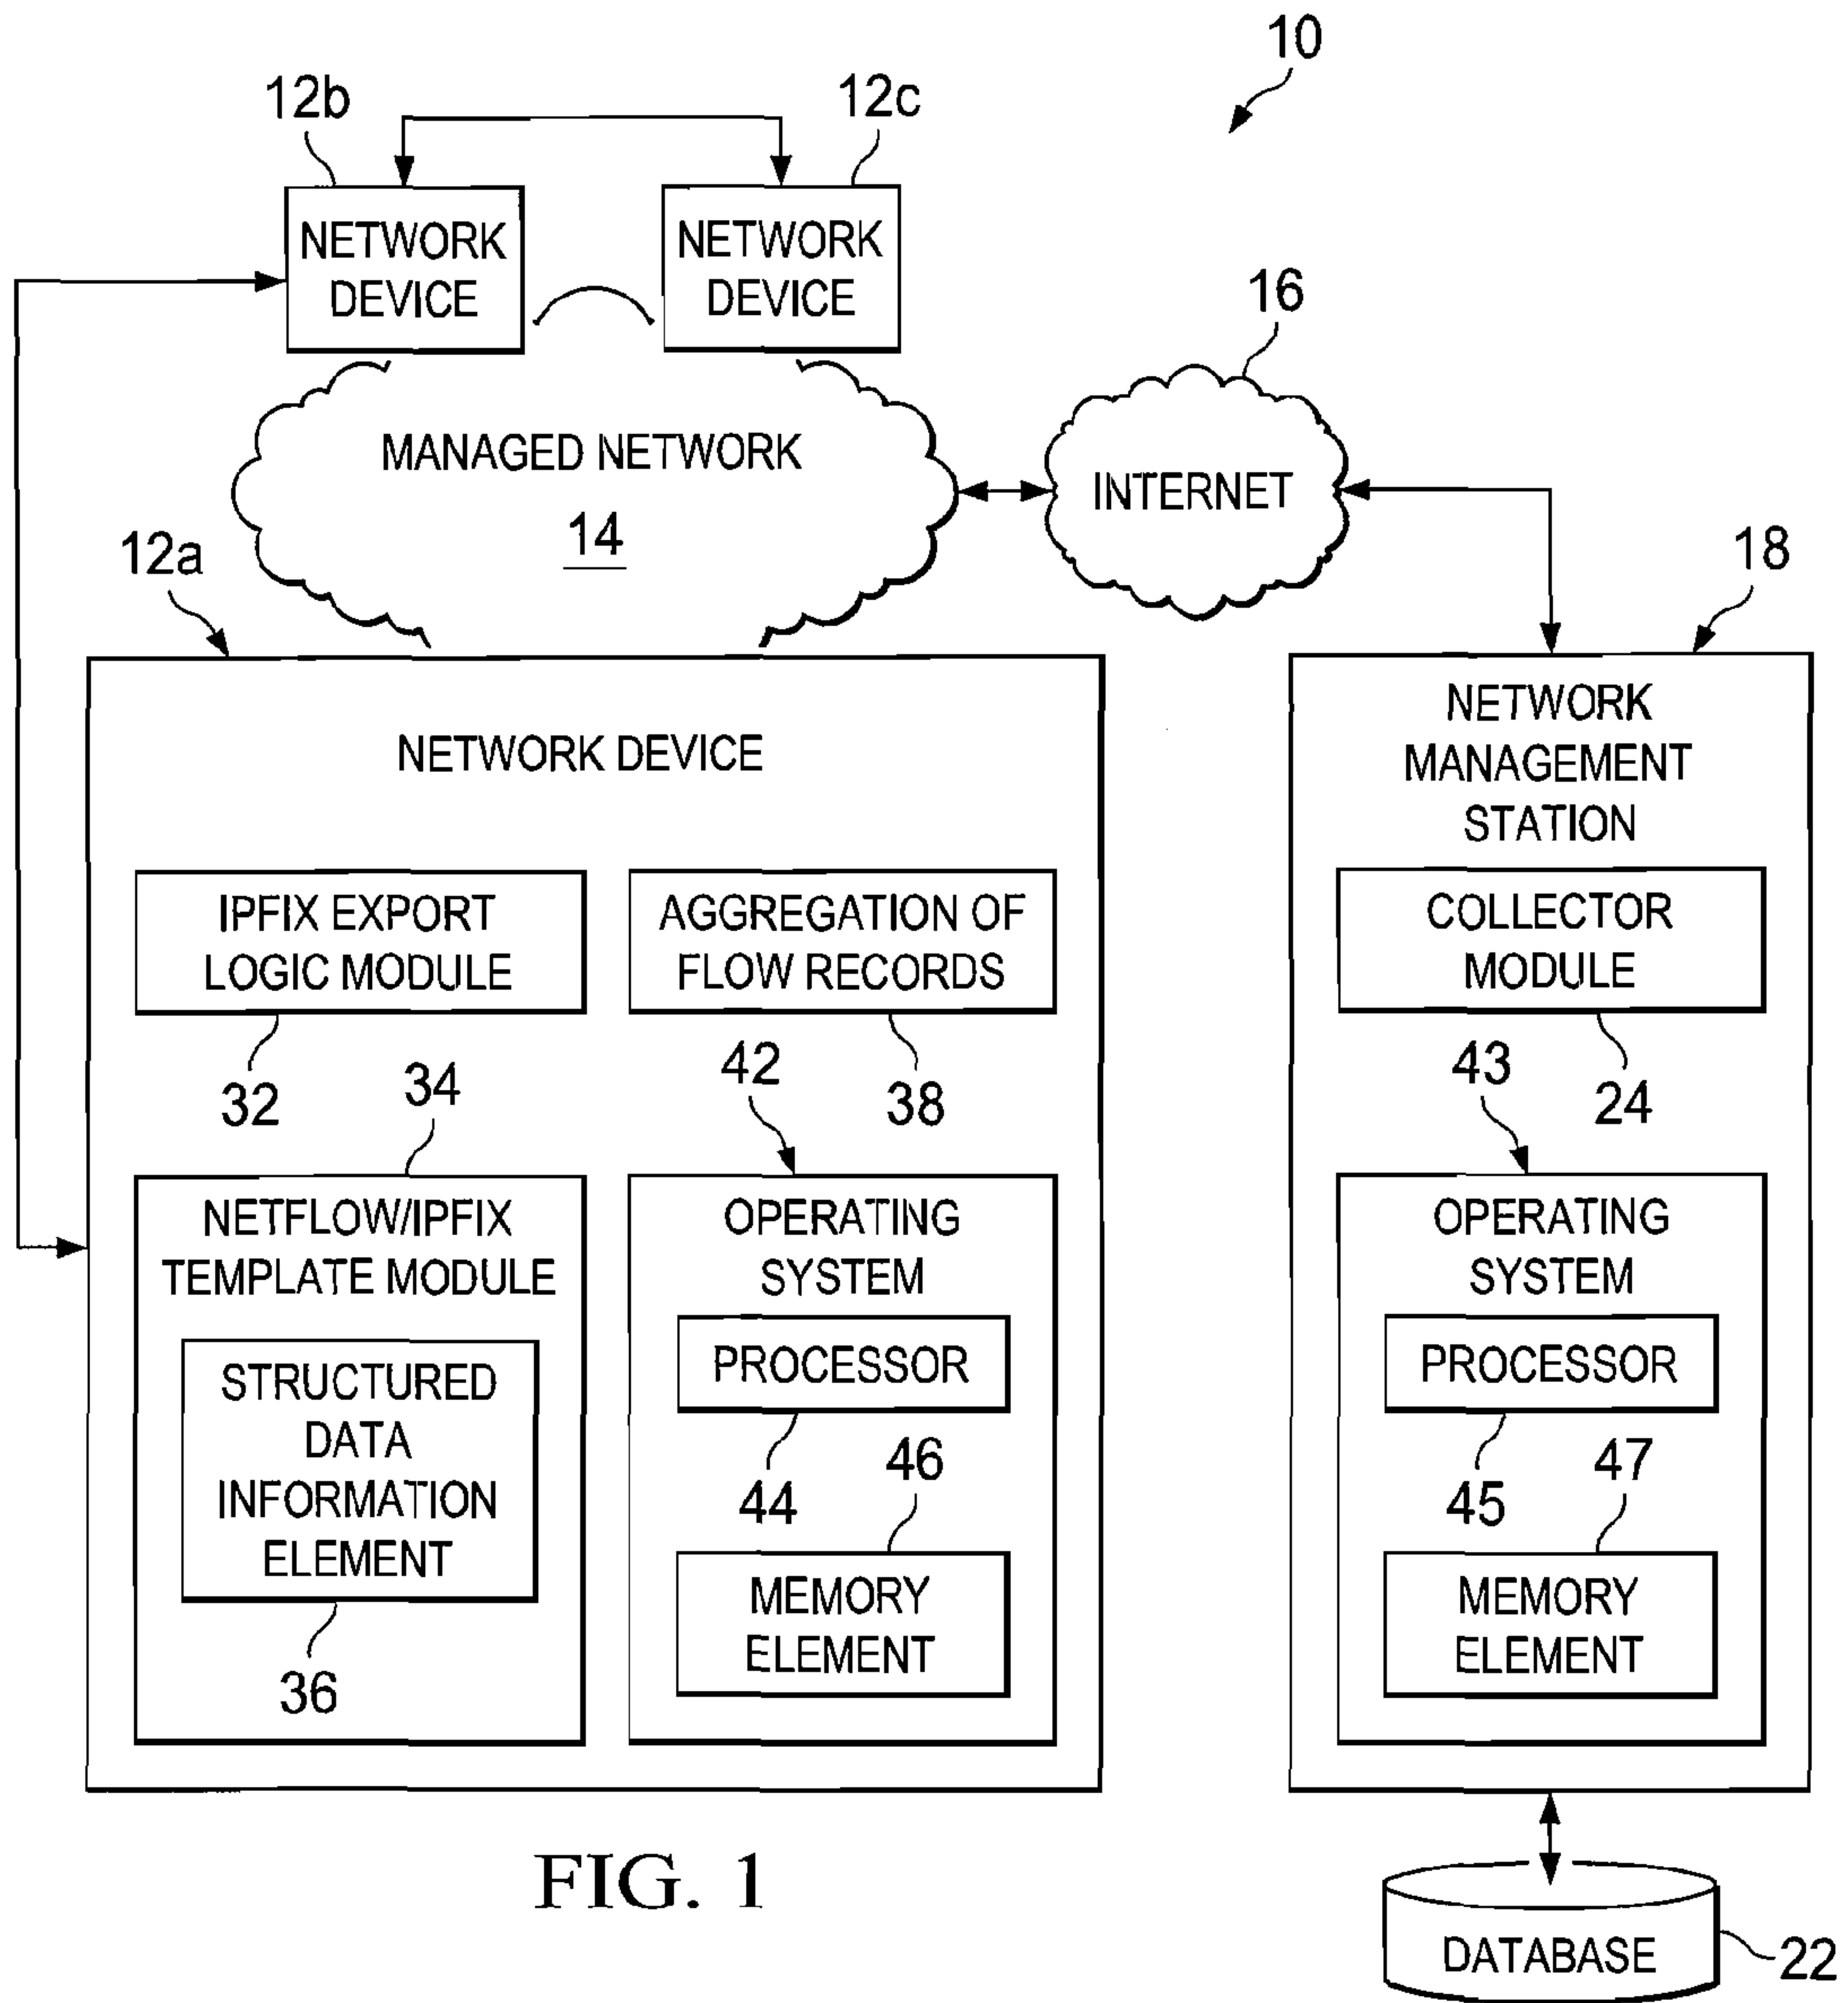 10
12b
12c
NETWORK
DEVICE
NETWORK
DEVICE
16
MANAGED NETWORK
14
INTERNET
12a
18
NETWORK DEVICE
NETWORK
MANAGEMENT
STATION
IPFIX EXPORT
LOGIC MODULE
AGGREGATION OF
FLOW RECORDS
COLLECTOR
MODULE
32
34
42
38
43
24
NETFLOW/IPFIX
TEMPLATE MODULE
STRUCTURED
DATA
INFORMATION
ELEMENT
36
OPERATING
SYSTEM
PROCESSOR
44
46
MEMORY
ELEMENT
OPERATING
SYSTEM
PROCESSOR
45
47
MEMORY
ELEMENT
FIG. 1
DATABASE
22